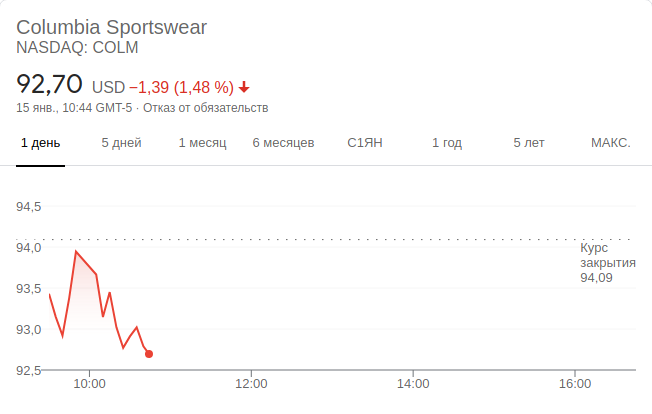 Columbia Sportswear
NASDAQ: COLM
92,70 USD −1,39 (1,48 %)
15 янв., 10:44 GMT-5 · Отказ от обязательств
1 день 5 дней 1 месяц 6 месяцев С1ЯН 1 год 5 лет МАКС.
94,5
94,0
Курс
закрытия
94,09
93,5
93,0
92,5
10:00 12:00 14:00 16:00